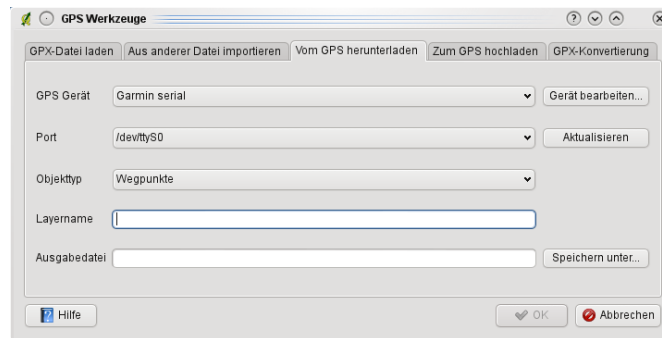 GPS Werkzeuge
GPX-Datei laden Aus anderer Datei importieren Vom GPS herunterladen Zum GPS hochladen GPX-Konvertierung
GPS Gerät Garmin serial Gerät bearbeiten...
Port /dev/ttyS0 Aktualisieren
Objekttyp Wegpunkte
Layername
Ausgabedatei Speichern unter...
Hilfe OK Abbrechen